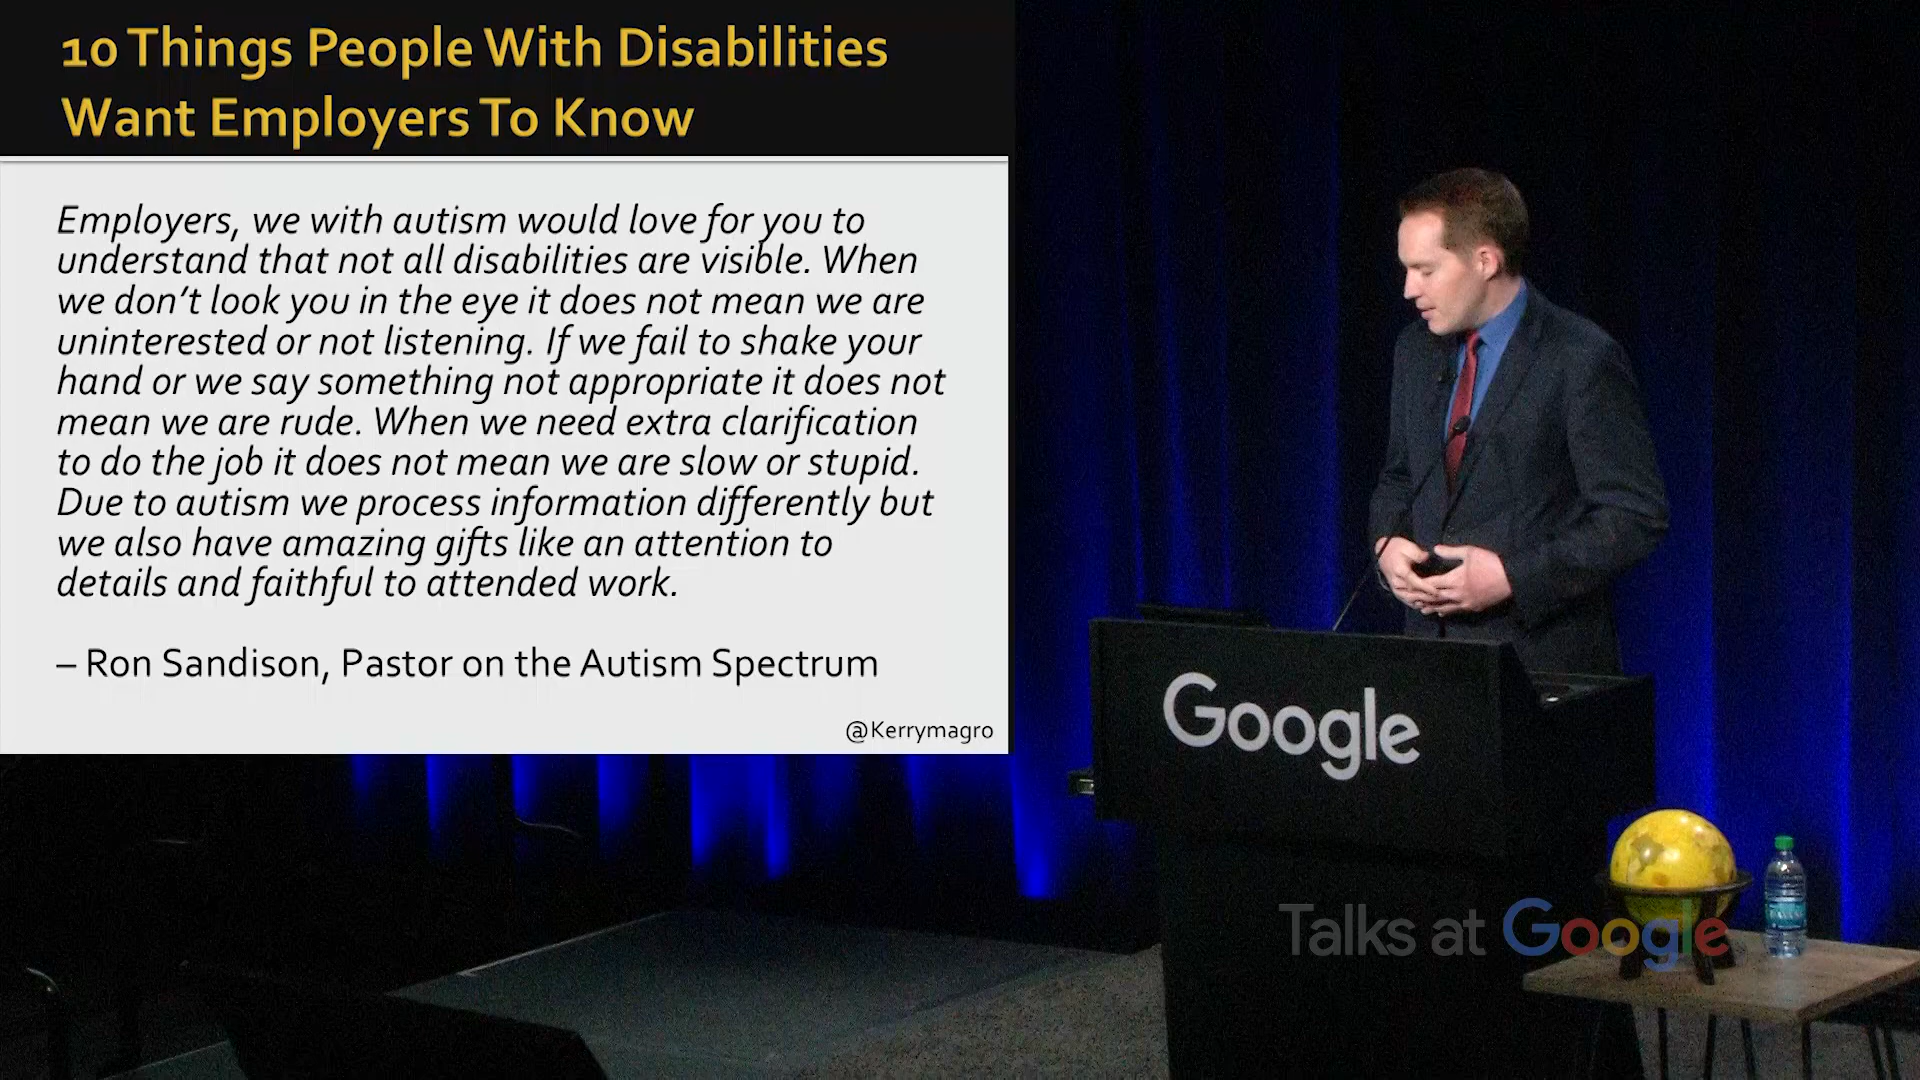 10 Things People With Disabilities
Want Employers To Know
Employers, we with autism would love for you to
understand that not all disabilities are visible. When
we don’t look you in the eye it does not mean we are
uninterested or not listening. If we fail to shake your
hand or we say something not appropriate it does not
mean we are rude. When we need extra clarification
to do the job it does not mean we are slow or stupid.
Due to autism we process information differently but
we also have amazing gifts like an attention to
details and faithful to attended work.
– Ron Sandison, Pastor on the Autism Spectrum
@Kerrymagro
Google
Talks at Google